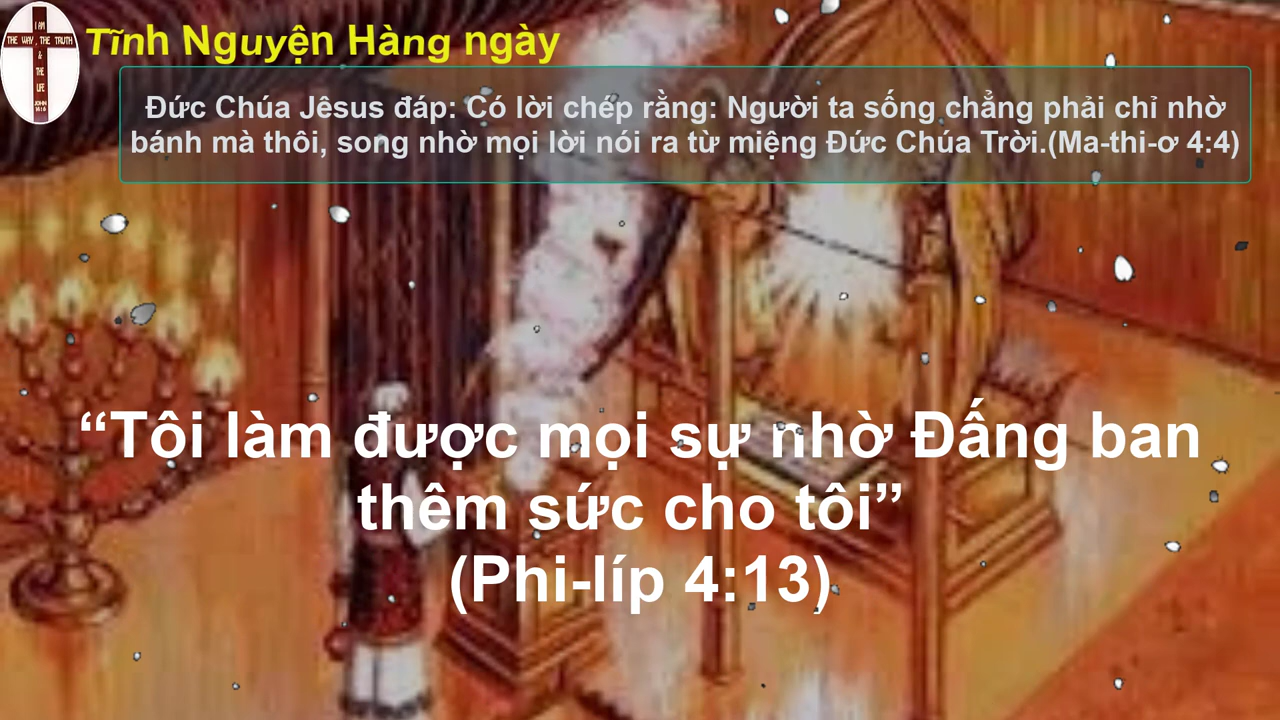 I AM
THE WAY, THE TRUTH
&
THE
LIFE
JOHN
14:6
Tĩnh Nguyện Hàng ngày
Đức Chúa Jêsus đáp: Có lời chép rằng: Người ta sống chẳng phải chỉ nhờ
bánh mà thôi, song nhờ mọi lời nói ra từ miệng Đức Chúa Trời.(Ma-thi-ơ 4:4)
“Tôi làm được mọi sự nhờ Đấng ban
thêm sức cho tôi”
(Phi-líp 4:13)